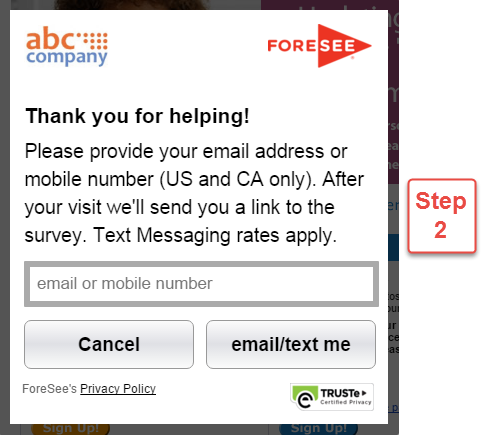 abc
company
FORESEE
Thank you for helping!
Please provide your email address or
mobile number (US and CA only). After
your visit we'll send you a link to the
survey. Text Messaging rates apply.
email or mobile number
Cancel
email/text me
ForeSee's Privacy Policy
TRUSTe
Certified Privacy
Step
2
Sign Up!
Sign Up!